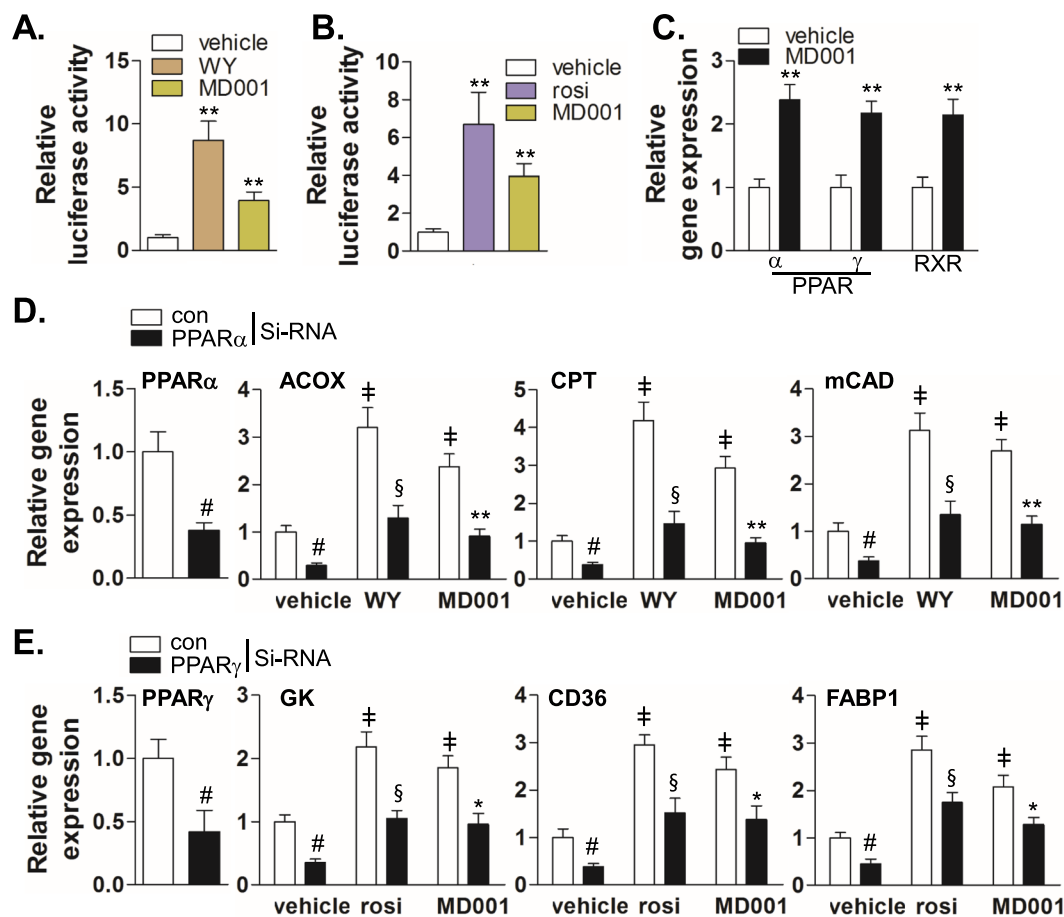 A.
vehicle
WY
MD001
Relative
luciferase activity
10
5
0
**
**
B.
vehicle
rosi
MD001
Relative
luciferase activity
10
8
6
4
2
0
**
**
C.
vehicle
MD001
Relative
gene expression
3
2
1
0
**
**
**
α
γ
RXR
PPAR
D.
con
PPARα
Si-RNA
Relative gene
expression
PPARα
1.5
1.0
0.5
0.0
#
ACOX
4
3
2
1
0
#
ǂ
§
ǂ
**
vehicle WY MD001
CPT
5
4
3
2
1
0
#
ǂ
§
ǂ
**
vehicle WY MD001
mCAD
4
3
2
1
0
#
ǂ
§
ǂ
**
vehicle WY MD001
E.
con
PPARγ
Si-RNA
Relative gene
expression
PPARγ
1.5
1.0
0.5
0.0
#
GK
3
2
1
0
#
ǂ
§
ǂ
*
vehicle rosi MD001
CD36
4
3
2
1
0
#
ǂ
§
ǂ
*
vehicle rosi MD001
FABP1
4
3
2
1
0
#
ǂ
§
ǂ
*
vehicle rosi MD001